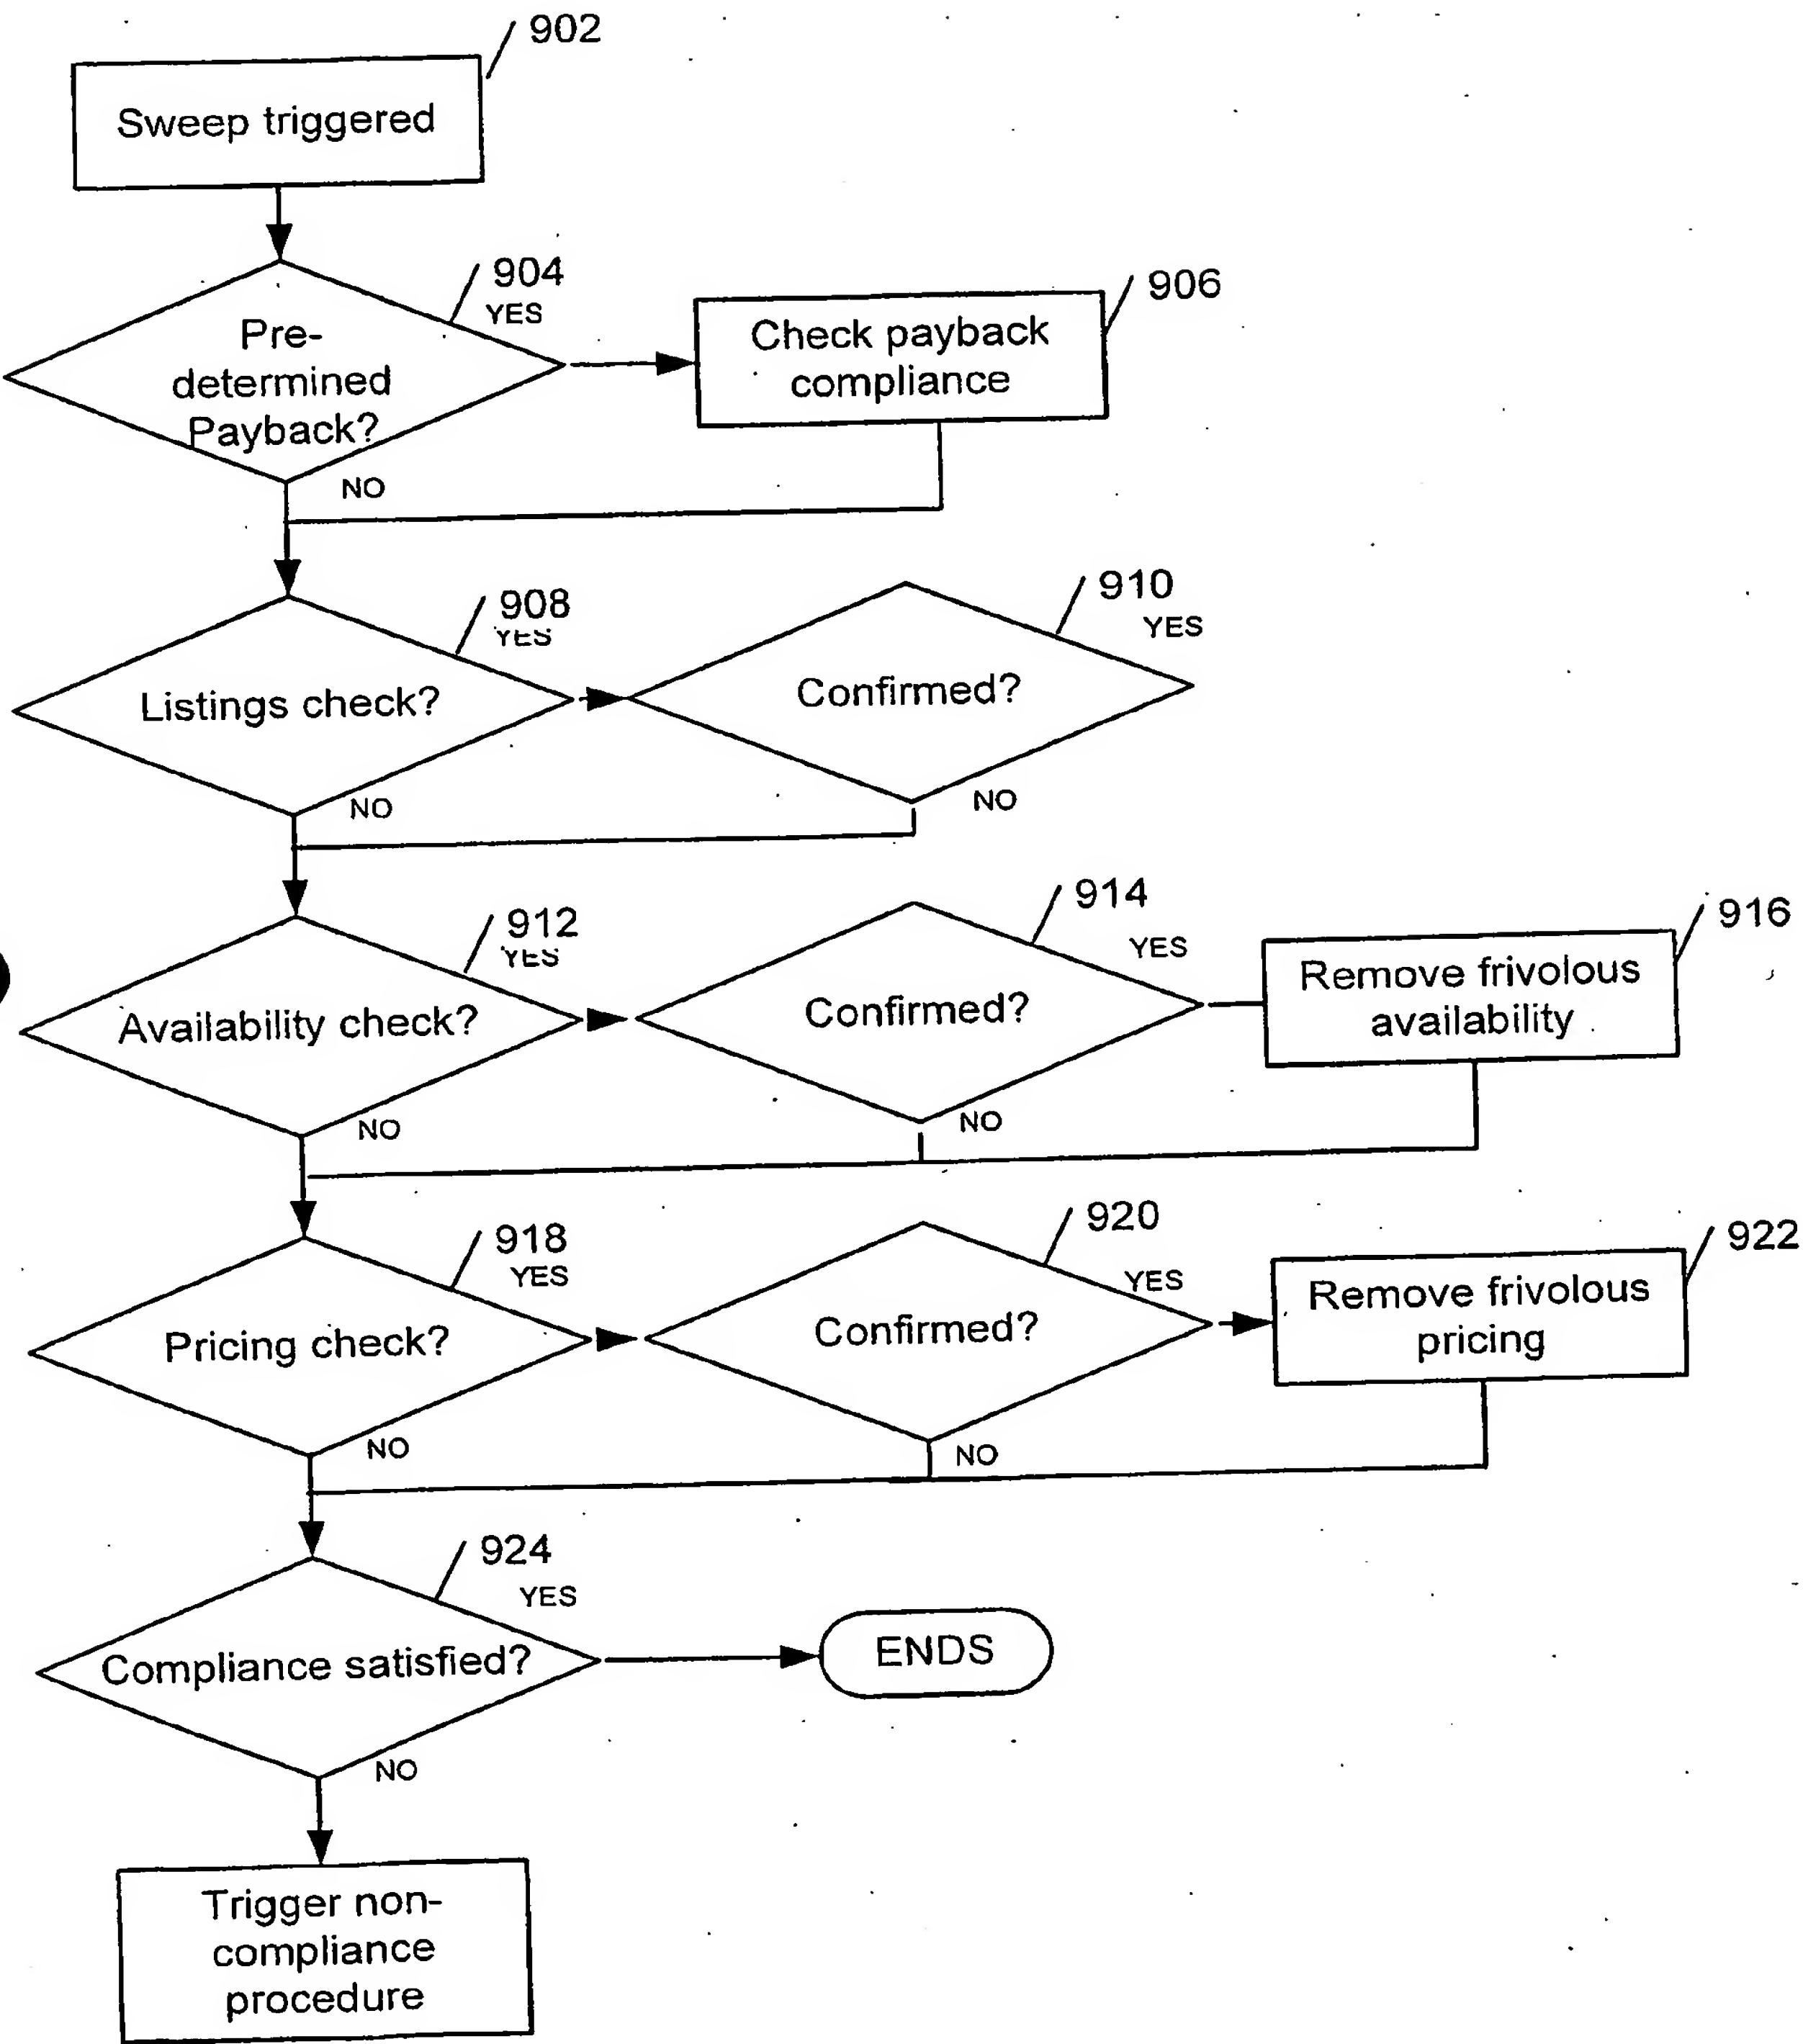 902
Sweep triggered
904
YES
Pre-
determined
Payback?
NO
906
Check payback
compliance
908
YES
Listings check?
NO
910
YES
Confirmed?
NO
912
YES
Availability check?
NO
914
YES
Confirmed?
NO
916
Remove frivolous
availability
918
YES
Pricing check?
NO
920
YES
Confirmed?
NO
922
Remove frivolous
pricing
924
YES
Compliance satisfied?
NO
ENDS
Trigger non-
compliance
procedure